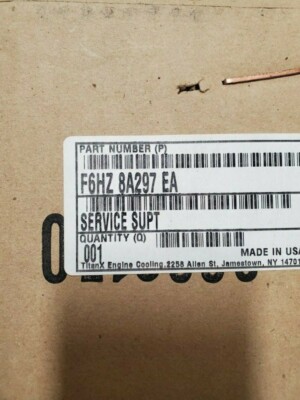 PART NUMBER (P)
F6HZ 8A297 EA
SERVICE SUPT
QUANTITY (Q)
001
MADE IN USA
TitanX Engine Cooling, 2258 Allen St, Jamestown, NY 14701